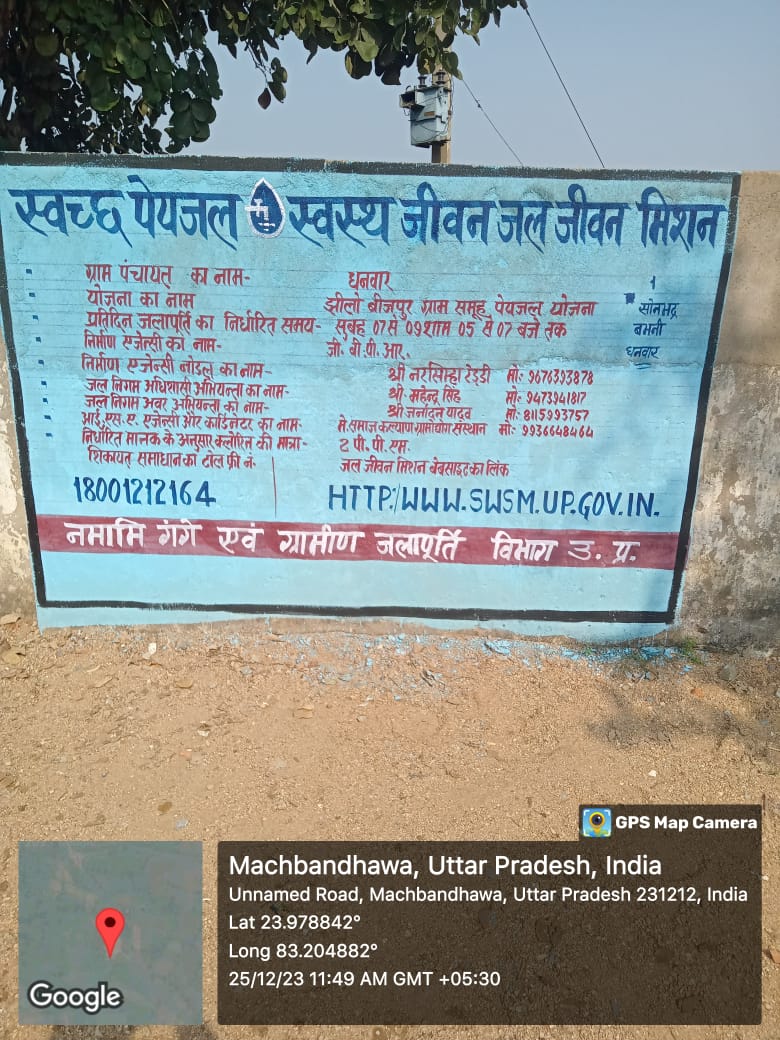 स्वच्छ पेयजल स्वस्थ जीवन जल जीवन मिशन
ग्राम पंचायत का नाम- धनवार
योजना का नाम झीलो बीजपुर ग्राम समूह पेयजल योजना
सोनभद्र
प्रतिदिन जलापूर्ति का निर्धारित समय- सुबह 07 से 09 शाम 05 से 07 बजे तक
बभनी
निर्माण एजेन्सी का नाम- जी. बी. पी. आर.
धनवार
निर्माण एजेन्सी नोडल का नाम- श्री नरसिम्हा रेड्डी मो:- 9676393878
जल निगम अधिशासी अभियन्ता का नाम- श्री महेन्द्र सिंह मो:- 9473941817
जल निगम अवर अभियन्ता का नाम- श्री जनार्दन यादव मो:- 8115993757
आई.एस.ए. एजेन्सी और कार्डिनेटर का नाम- मे. समाज कल्याण ग्रामोद्योग संस्थान मो:- 9936648464
निर्धारित मानक के अनुसार क्लोरिन की मात्रा- 2 पी. पी. एम.
शिकायत समाधान का टोल फ्री नं. जल जीवन मिशन बेबसाइट का लिंक
18001212164 HTTP:/WWW.SWSM.UP.GOV.IN.
नमामि गंगे एवं ग्रामीण जलापूर्ति विभाग उ. प्र.
GPS Map Camera
Machbandhawa, Uttar Pradesh, India
Unnamed Road, Machbandhawa, Uttar Pradesh 231212, India
Lat 23.978842°
Long 83.204882°
25/12/23 11:49 AM GMT +05:30
Google